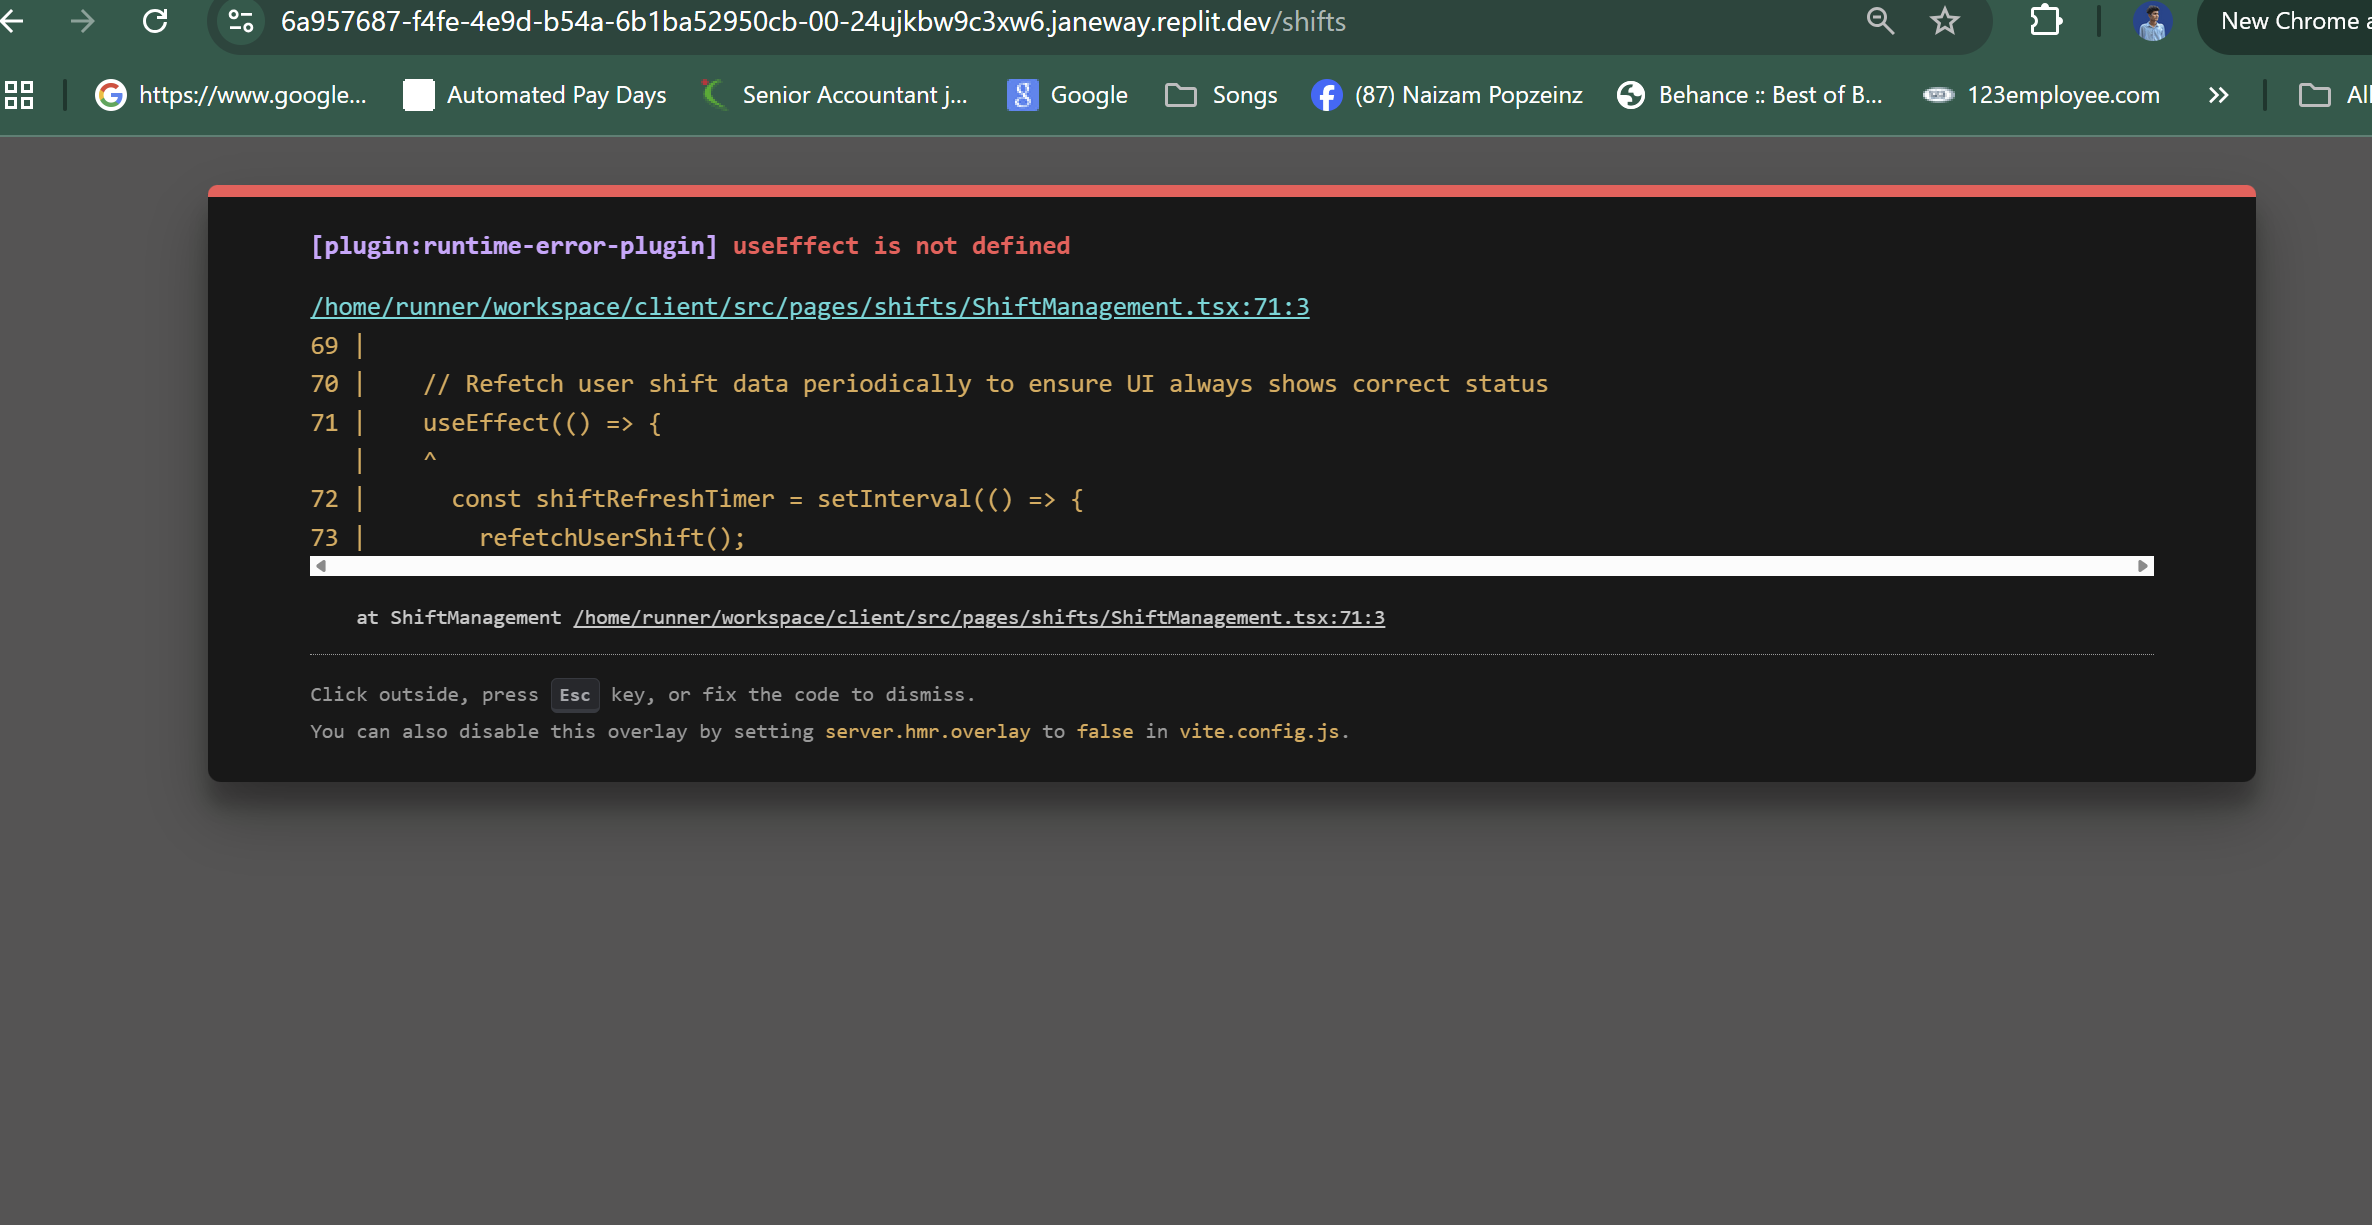 6a957687-f4fe-4e9d-b54a-6b1ba52950cb-00-24ujkbw9c3xw6.janeway.replit.dev/shifts New Chrome a
https://www.google... Automated Pay Days Senior Accountant j... g Google Songs (87) Naizam Popzeinz Behance :: Best of B... 123employee.com All
[plugin:runtime-error-plugin] useEffect is not defined
/home/runner/workspace/client/src/pages/shifts/ShiftManagement.tsx:71:3
69 |
70 |    // Refetch user shift data periodically to ensure UI always shows correct status
71 |    useEffect(() => {
   |    ^
72 |      const shiftRefreshTimer = setInterval(() => {
73 |        refetchUserShift();
at ShiftManagement /home/runner/workspace/client/src/pages/shifts/ShiftManagement.tsx:71:3
Click outside, press Esc key, or fix the code to dismiss.
You can also disable this overlay by setting server.hmr.overlay to false in vite.config.js.